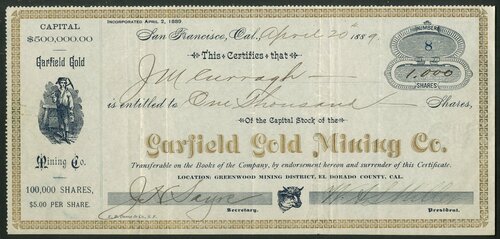 INCORPORATED APRIL 2, 1889
CAPITAL
$500,000.00
Garfield Gold
Mining Co.
100,000 SHARES,
$5.00 PER SHARE.
San Francisco, Cal. April 20th 1889.
NUMBER
8
1,000
SHARES
This Certifies that
J McCurragh
is entitled to One Thousand Shares,
Of the Capital Stock of the
Garfield Gold Mining Co.
Transferable on the Books of the Company, by endorsement hereon and surrender of this Certificate.
LOCATION: GREENWOOD MINING DISTRICT, EL DORADO COUNTY, CAL.
J H Sayre
Secretary.
President.